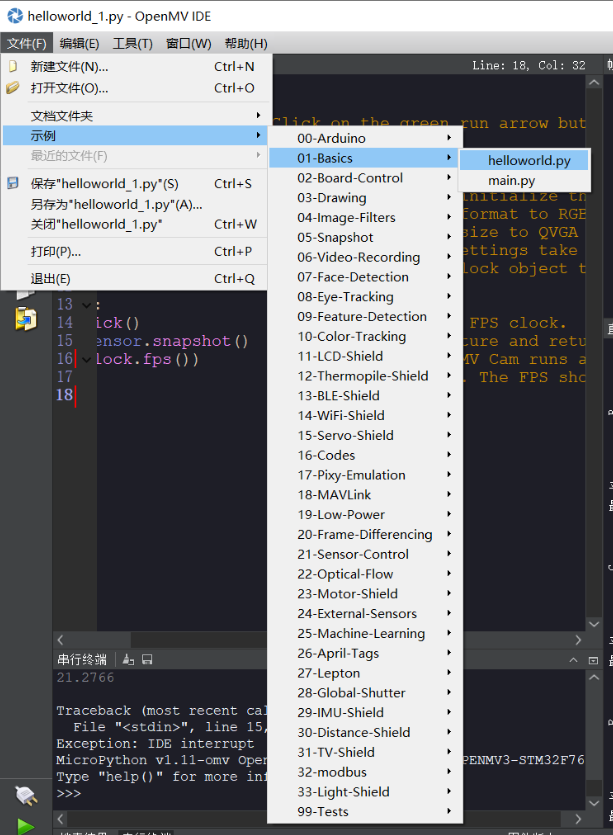 helloworld_1.py - OpenMV IDE
文件(F) 编辑(E) 工具(T) 窗口(W) 帮助(H)
新建文件(N)... Ctrl+N
打开文件(O)... Ctrl+O
文档文件夹
示例
最近的文件(F)
保存"helloworld_1.py"(S) Ctrl+S
另存为"helloworld_1.py"(A)...
关闭"helloworld_1.py" Ctrl+W
打印(P)... Ctrl+P
退出(E) Ctrl+Q
Line: 18, Col: 32
Click on the green run arrow but
00-Arduino
01-Basics
02-Board-Control
03-Drawing
04-Image-Filters
05-Snapshot
06-Video-Recording
07-Face-Detection
08-Eye-Tracking
09-Feature-Detection
10-Color-Tracking
11-LCD-Shield
12-Thermopile-Shield
13-BLE-Shield
14-WiFi-Shield
15-Servo-Shield
16-Codes
17-Pixy-Emulation
18-MAVLink
19-Low-Power
20-Frame-Differencing
21-Sensor-Control
22-Optical-Flow
23-Motor-Shield
24-External-Sensors
25-Machine-Learning
26-April-Tags
27-Lepton
28-Global-Shutter
29-IMU-Shield
30-Distance-Shield
31-TV-Shield
32-modbus
33-Light-Shield
99-Tests
helloworld.py
main.py
nitialize th
format to RGB
size to QVGA
ettings take
lock object t
13 :
14 ick() FPS clock.
15 ensor.snapshot() ture and retu
16 lock.fps()) MV Cam runs a
17 . The FPS sho
18
串行终端
21.2766
Traceback (most recent cal
File "<stdin>", line 15,
Exception: IDE interrupt
MicroPython v1.11-omv Open PENMV3-STM32F76
Type "help()" for more inf
>>>